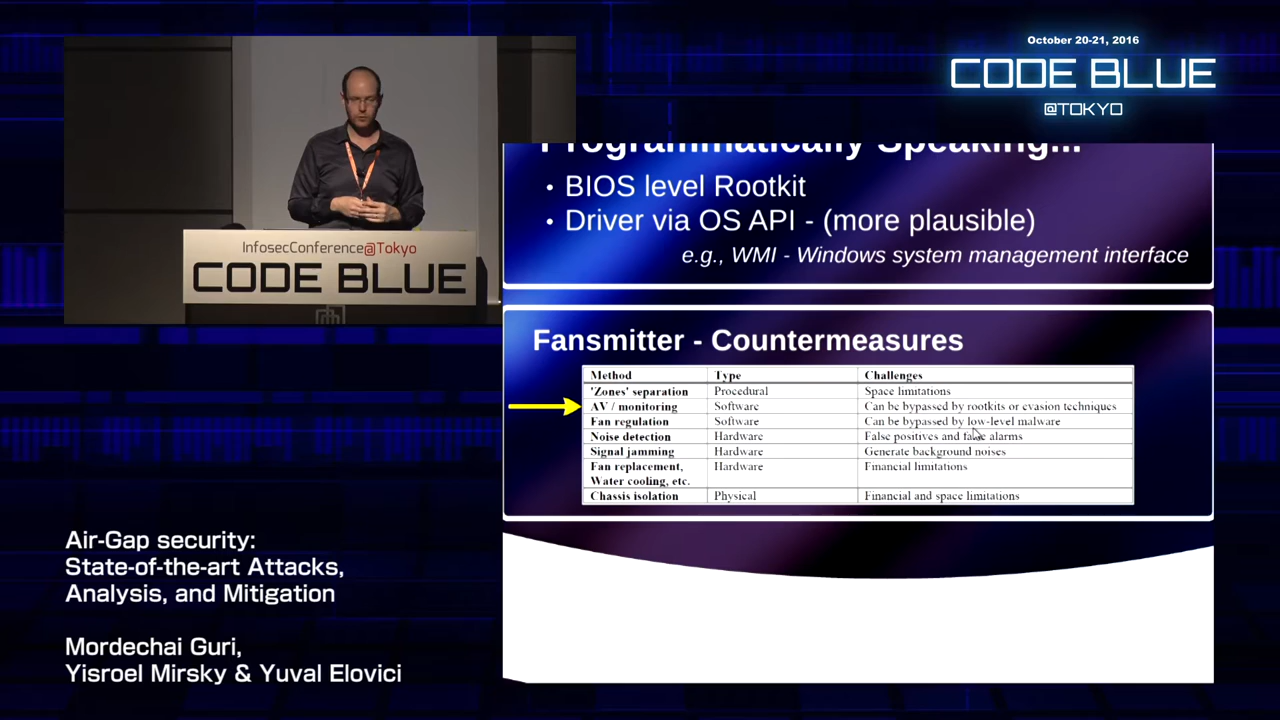 October 20-21, 2016
CODE BLUE
@TOKYO
InfosecConference@Tokyo
CODE BLUE
Programmatically Speaking...
• BIOS level Rootkit
• Driver via OS API - (more plausible)
e.g., WMI - Windows system management interface
Fansmitter - Countermeasures
Method Type Challenges
'Zones' separation Procedural Space limitations
AV / monitoring Software Can be bypassed by rootkits or evasion techniques
Fan regulation Software Can be bypassed by low-level malware
Noise detection Hardware False positives and false alarms
Signal jamming Hardware Generate background noises
Fan replacement, Hardware Financial limitations
Water cooling, etc.
Chassis isolation Physical Financial and space limitations
Air-Gap security:
State-of-the-art Attacks,
Analysis, and Mitigation
Mordechai Guri,
Yisroel Mirsky & Yuval Elovici